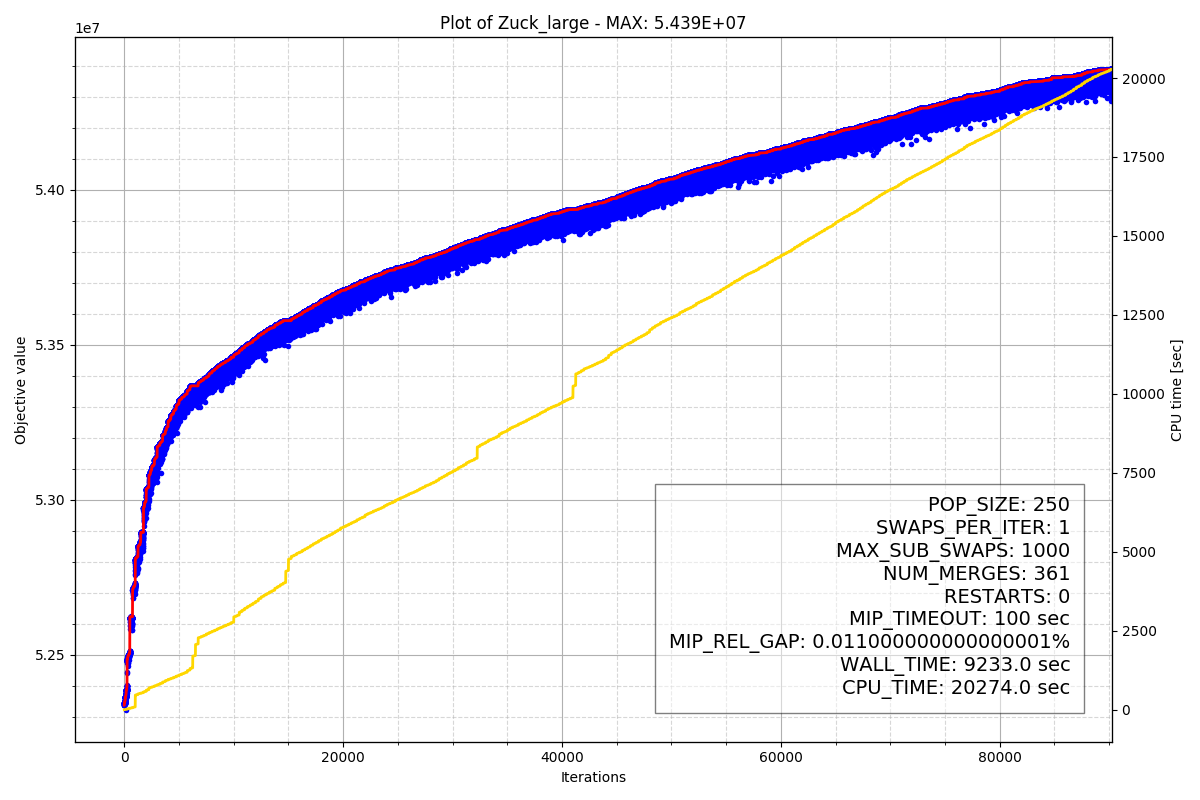 Plot of Zuck_large - MAX: 5.439E+07
1e7
5.40
5.35
5.30
5.25
Objective value
0
20000
40000
60000
80000
Iterations
20000
17500
15000
12500
10000
7500
5000
2500
0
CPU time [sec]
POP_SIZE: 250
SWAPS_PER_ITER: 1
MAX_SUB_SWAPS: 1000
NUM_MERGES: 361
RESTARTS: 0
MIP_TIMEOUT: 100 sec
MIP_REL_GAP: 0.011000000000000001%
WALL_TIME: 9233.0 sec
CPU_TIME: 20274.0 sec